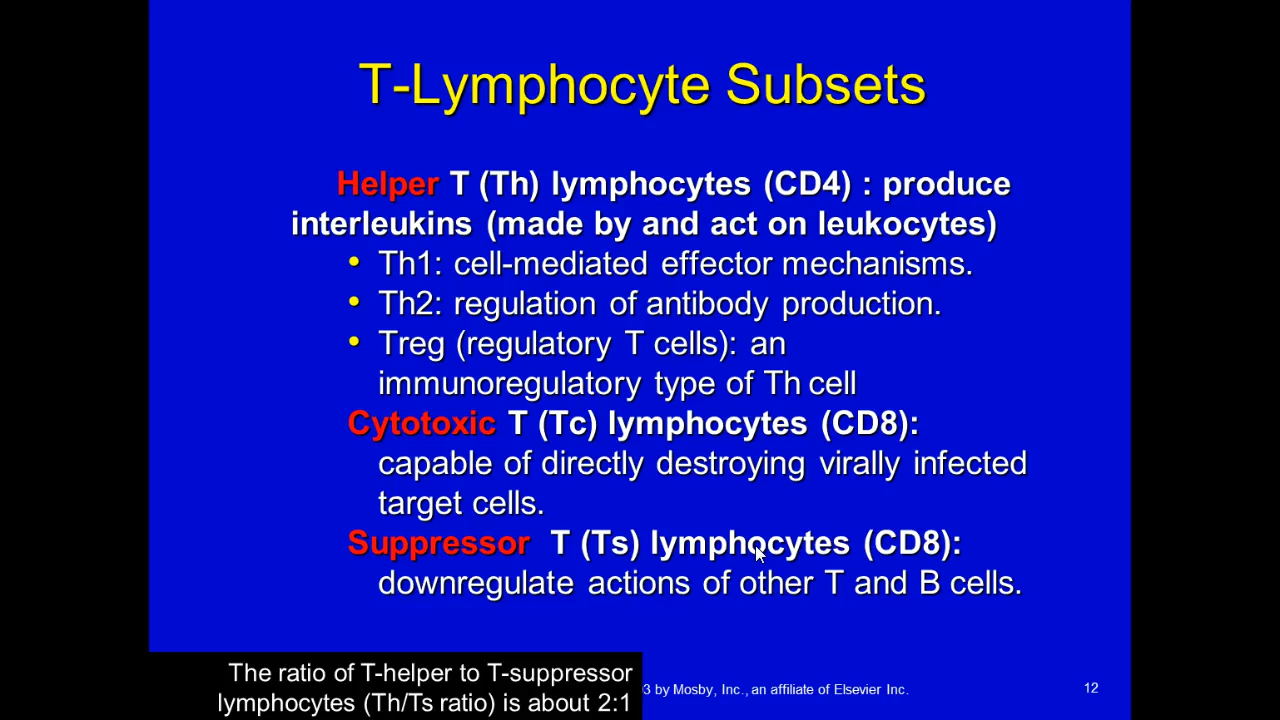 T-Lymphocyte Subsets
Helper T (Th) lymphocytes (CD4) : produce
interleukins (made by and act on leukocytes)
• Th1: cell-mediated effector mechanisms.
• Th2: regulation of antibody production.
• Treg (regulatory T cells): an
immunoregulatory type of Th cell
Cytotoxic T (Tc) lymphocytes (CD8):
capable of directly destroying virally infected
target cells.
Suppressor T (Ts) lymphocytes (CD8):
downregulate actions of other T and B cells.
The ratio of T-helper to T-suppressor
lymphocytes (Th/Ts ratio) is about 2:1
3 by Mosby, Inc., an affiliate of Elsevier Inc.
12